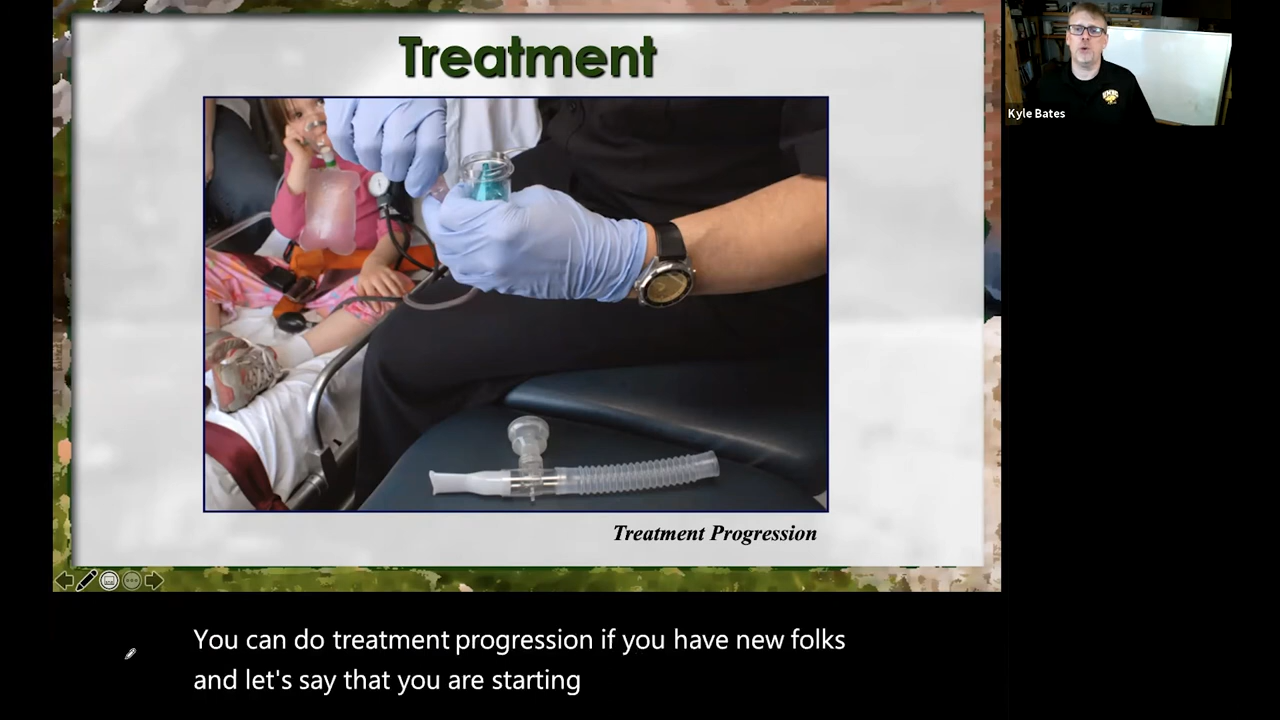 Treatment
Kyle Bates
Treatment Progression
You can do treatment progression if you have new folks
and let's say that you are starting